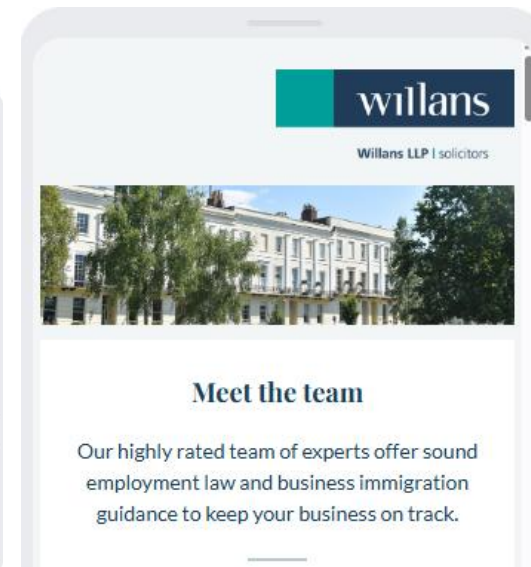 willans
Willans LLP | solicitors
Meet the team
Our highly rated team of experts offer sound
employment law and business immigration
guidance to keep your business on track.